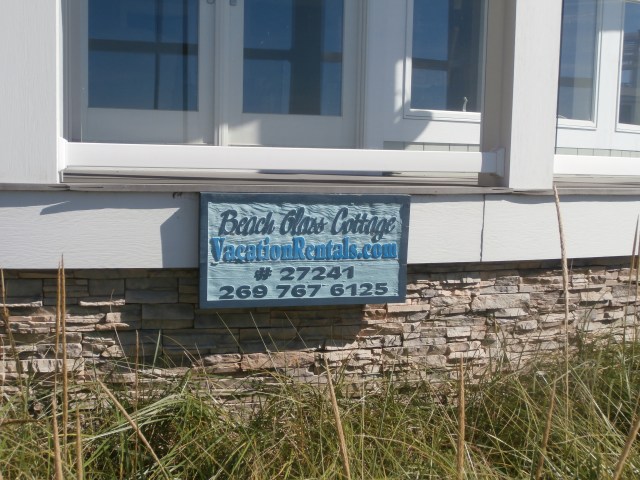 Beach Glass Cottage
VacationRentals.com
# 27241
269 767 6125